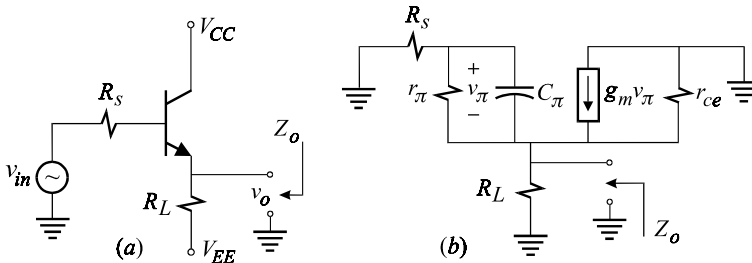 V_CC
R_s
v_in
~
Z_o
v_o
R_L
V_EE
(a)
R_s
r_π
+
v_π
−
C_π
g_m v_π
r_ce
R_L
Z_o
(b)